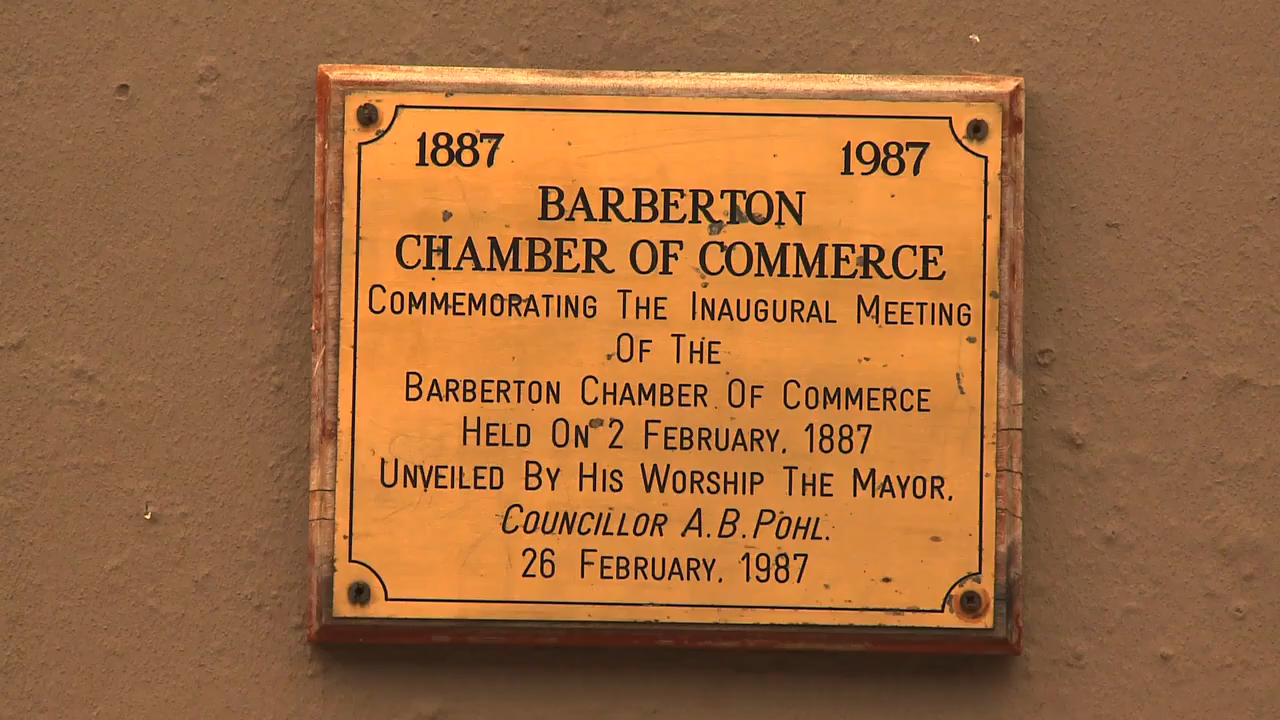 1887 1987
BARBERTON
CHAMBER OF COMMERCE
COMMEMORATING THE INAUGURAL MEETING
OF THE
BARBERTON CHAMBER OF COMMERCE
HELD ON 2 FEBRUARY, 1887
UNVEILED BY HIS WORSHIP THE MAYOR,
COUNCILLOR A.B.POHL.
26 FEBRUARY, 1987